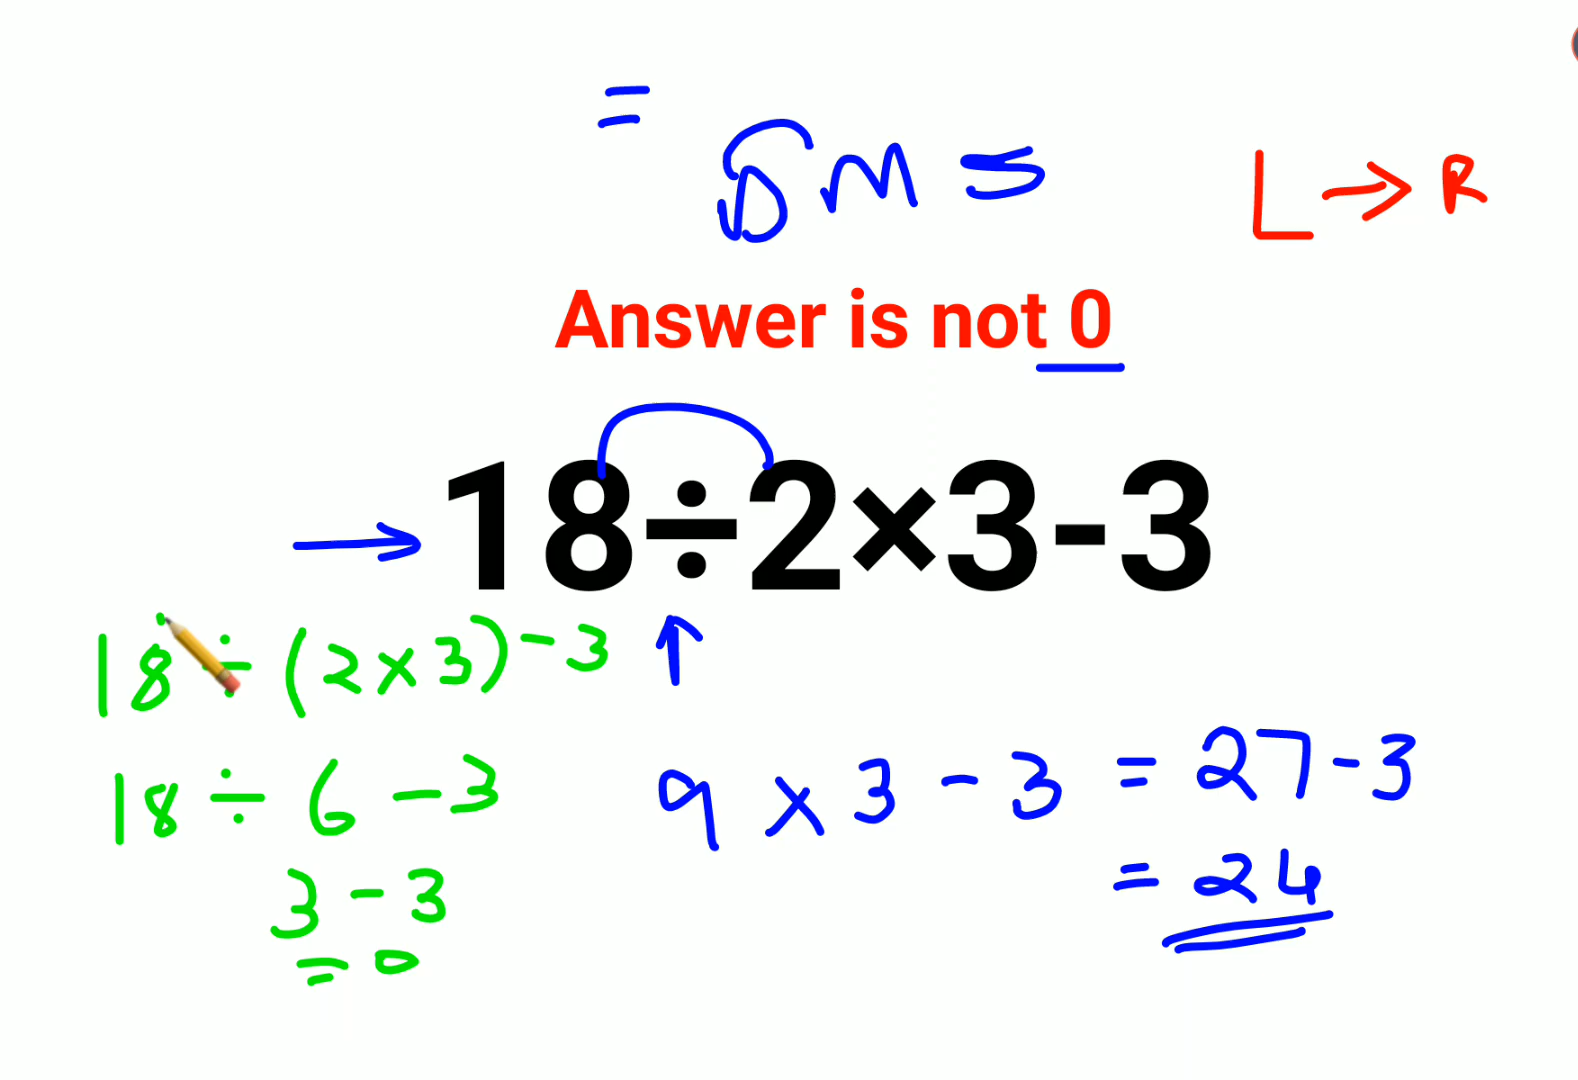 =
DMS
L → R
Answer is not 0
→ 18÷2×3-3
18 ÷ (2×3) - 3
18 ÷ 6 - 3
3 - 3
= 0
9 × 3 - 3 = 27 - 3
= 24